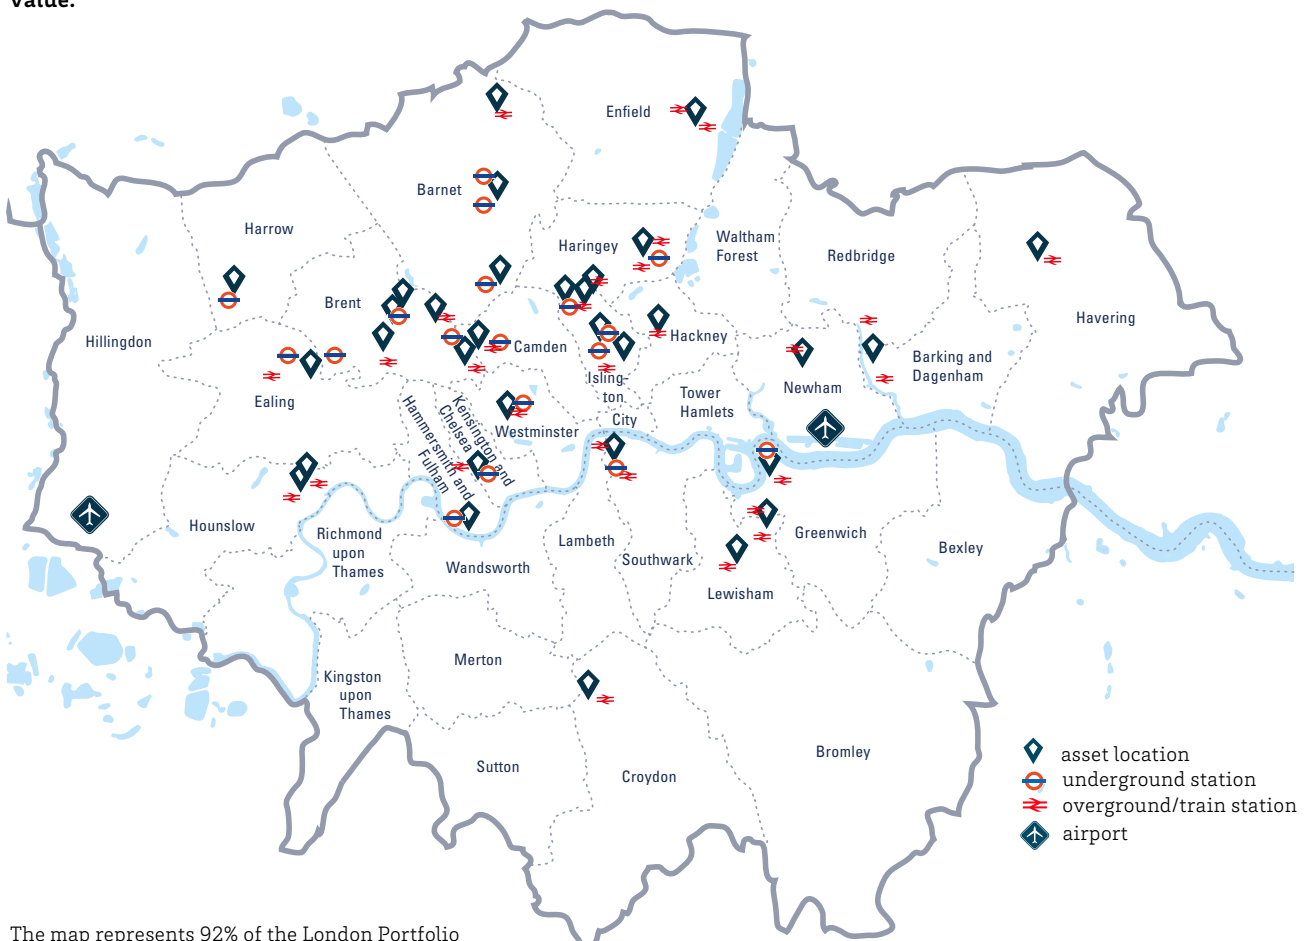 value.
Enfield
Barnet
Harrow
Haringey
Waltham
Forest
Redbridge
Brent
Havering
Hillingdon
Hackney
Camden
Barking and
Dagenham
Isling-
ton
Newham
Ealing
Tower
Hamlets
City
Westminster
Kensington and
Chelsea
Hammersmith and
Fulham
Hounslow
Richmond
upon
Thames
Lambeth
Southwark
Greenwich
Bexley
Wandsworth
Lewisham
Merton
Kingston
upon
Thames
Sutton
Croydon
Bromley
asset location
underground station
overground/train station
airport
The map represents 92% of the London Portfolio